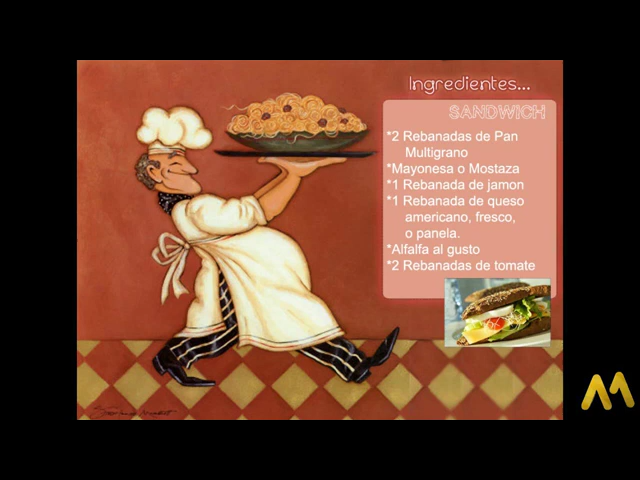 Ingredientes...
SANDWICH
*2 Rebanadas de Pan
Multigrano
*Mayonesa o Mostaza
*1 Rebanada de jamon
*1 Rebanada de queso
americano, fresco,
o panela.
*Alfalfa al gusto
*2 Rebanadas de tomate